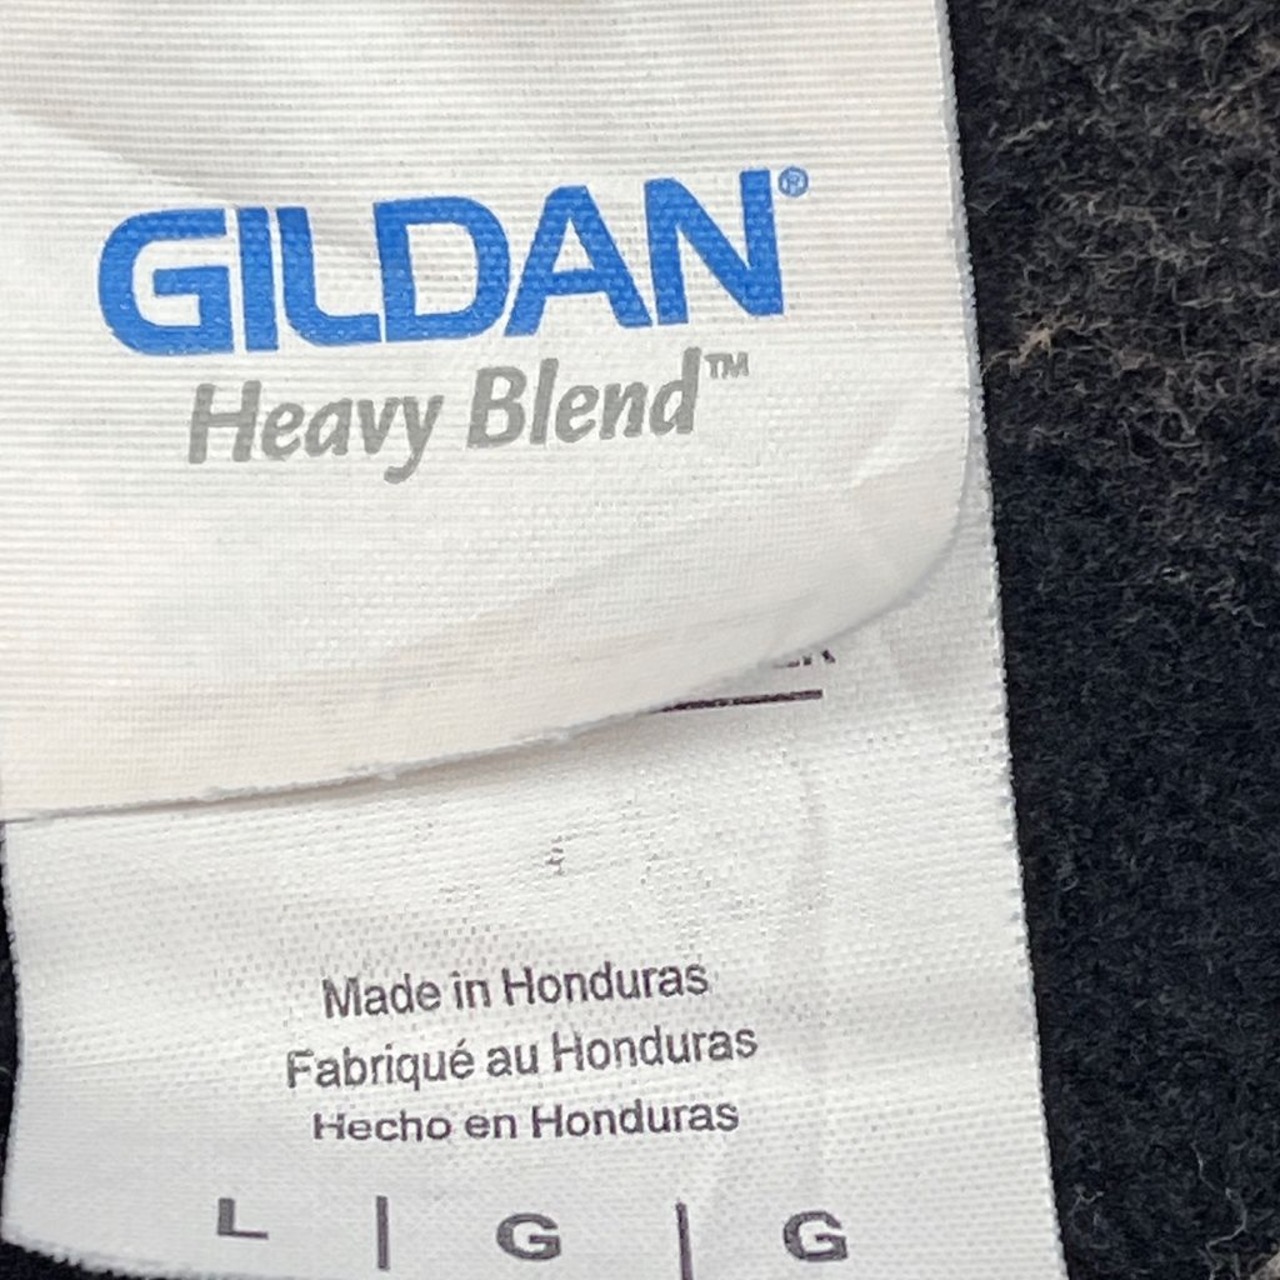 GILDAN®
Heavy Blend™
Made in Honduras
Fabriqué au Honduras
Hecho en Honduras
L | G | G